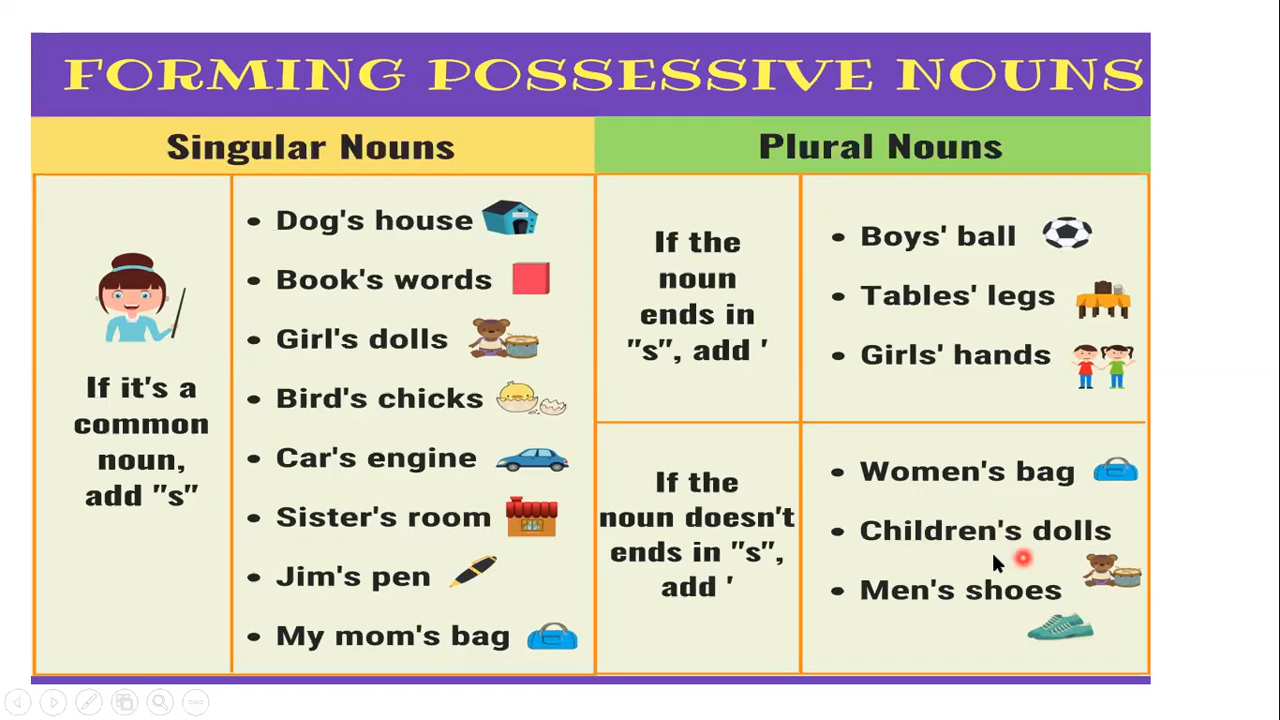 FORMING POSSESSIVE NOUNS
Singular Nouns
Plural Nouns
If it's a
common
noun,
add "s"
• Dog's house
• Book's words
• Girl's dolls
• Bird's chicks
• Car's engine
• Sister's room
• Jim's pen
• My mom's bag
If the
noun
ends in
"s", add '
• Boys' ball
• Tables' legs
• Girls' hands
If the
noun doesn't
ends in "s",
add '
• Women's bag
• Children's dolls
• Men's shoes